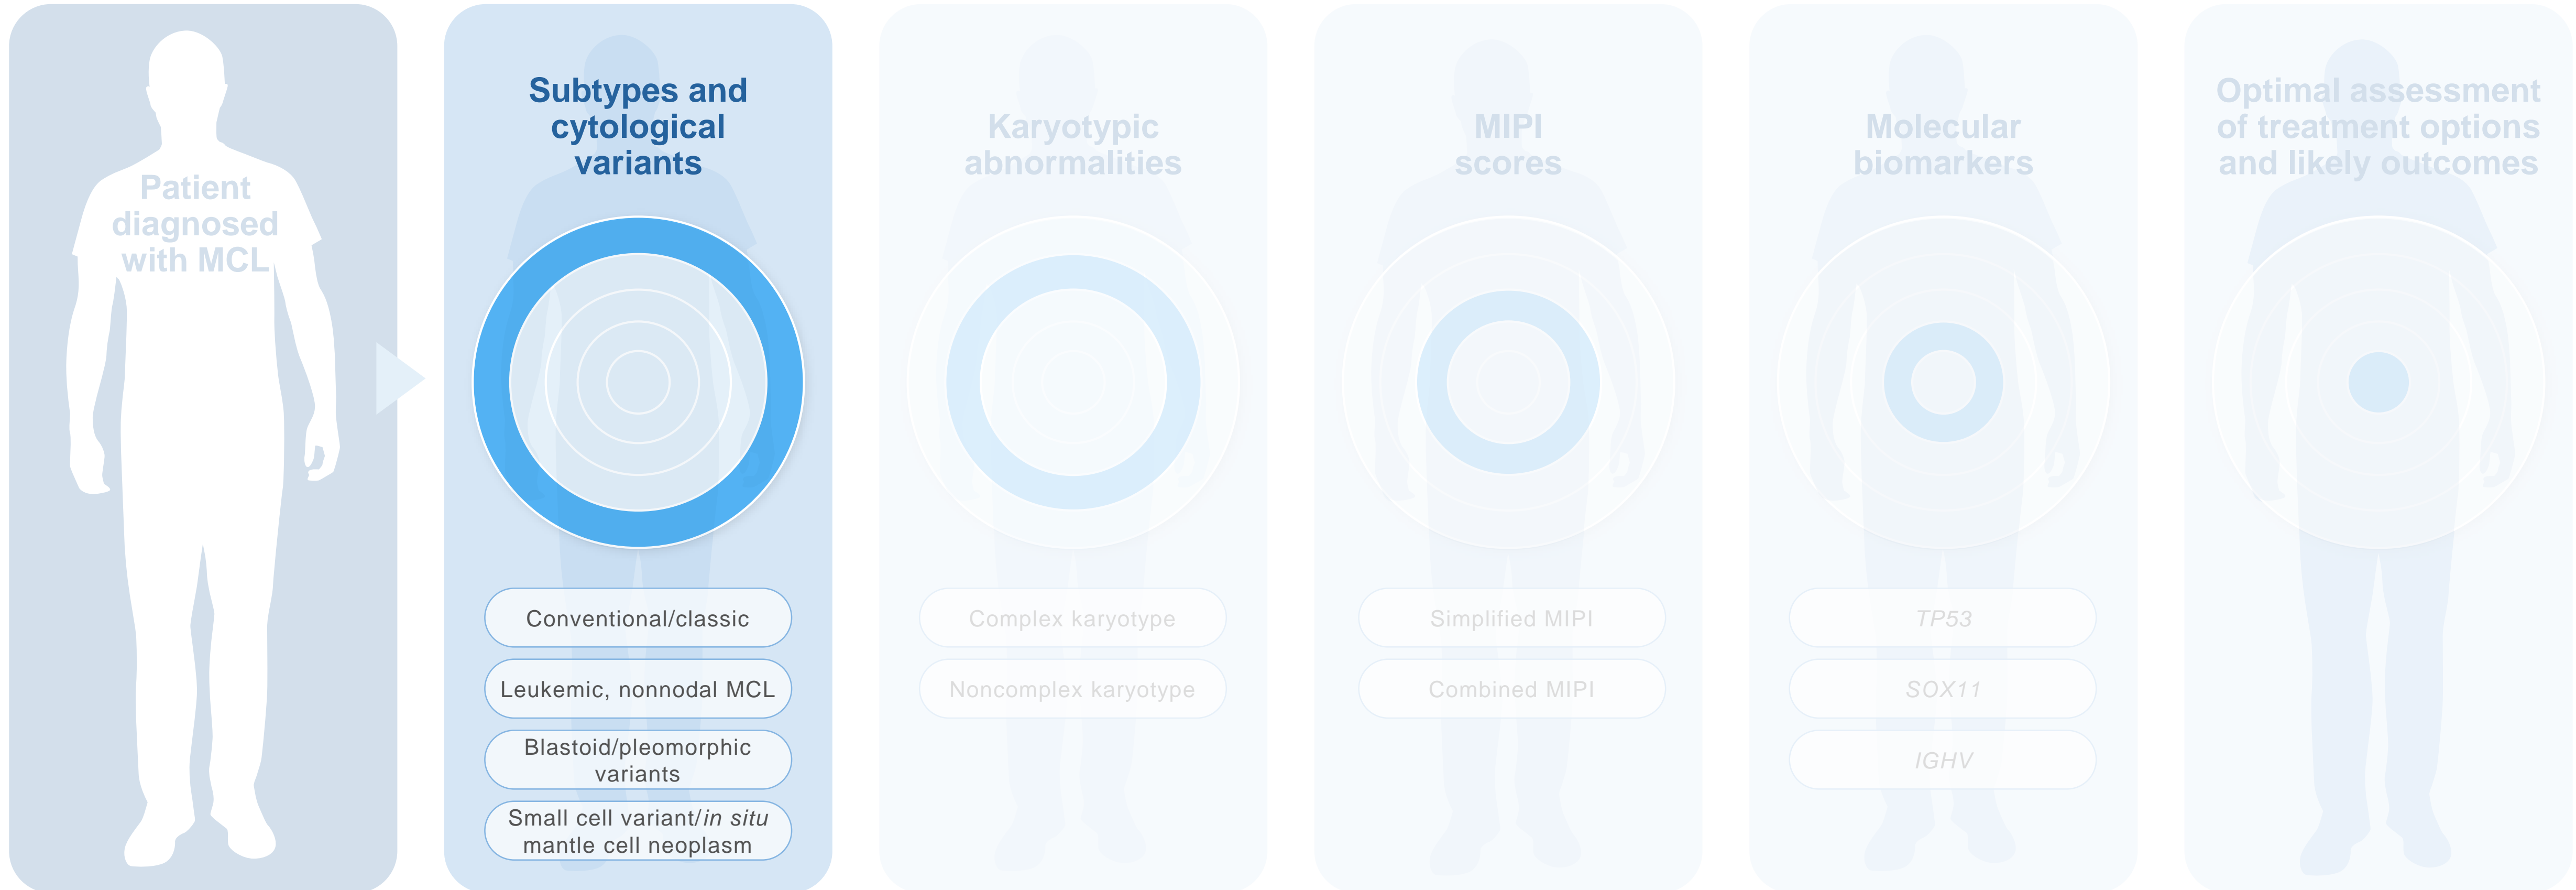 Patient
diagnosed
with MCL
Subtypes and
cytological
variants
Conventional/classic
Leukemic, nonnodal MCL
Blastoid/pleomorphic
variants
Small cell variant/in situ
mantle cell neoplasm
Karyotypic
abnormalities
Complex karyotype
Noncomplex karyotype
MIPI
scores
Simplified MIPI
Combined MIPI
Molecular
biomarkers
TP53
SOX11
IGHV
Optimal assessment
of treatment options
and likely outcomes